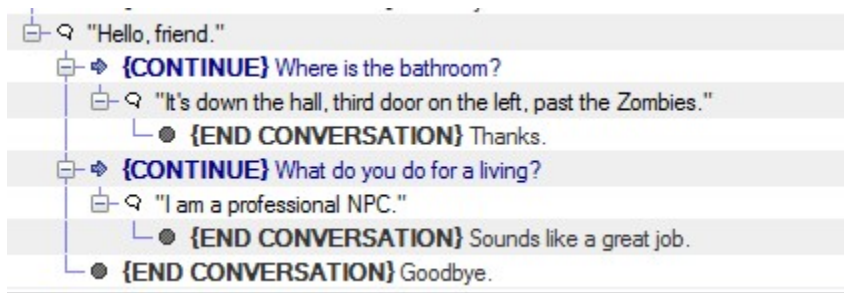 "Hello, friend."
{CONTINUE} Where is the bathroom?
"It's down the hall, third door on the left, past the Zombies."
{END CONVERSATION} Thanks.
{CONTINUE} What do you do for a living?
"I am a professional NPC."
{END CONVERSATION} Sounds like a great job.
{END CONVERSATION} Goodbye.